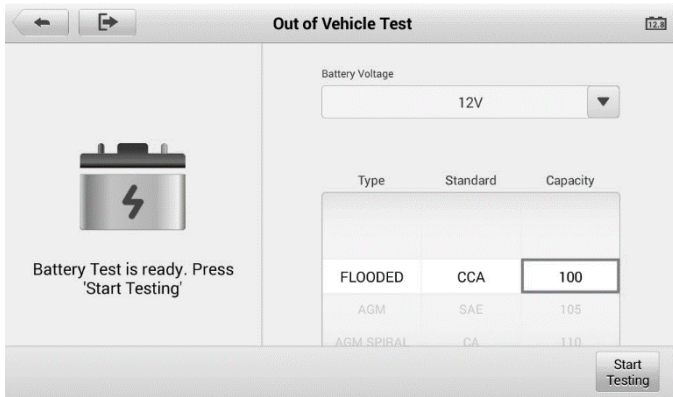 Out of Vehicle Test
12.8
Battery Voltage
12V
Type Standard Capacity
FLOODED CCA 100
AGM SAE 105
AGM SPIRAL CA 110
Battery Test is ready. Press
'Start Testing'
Start
Testing